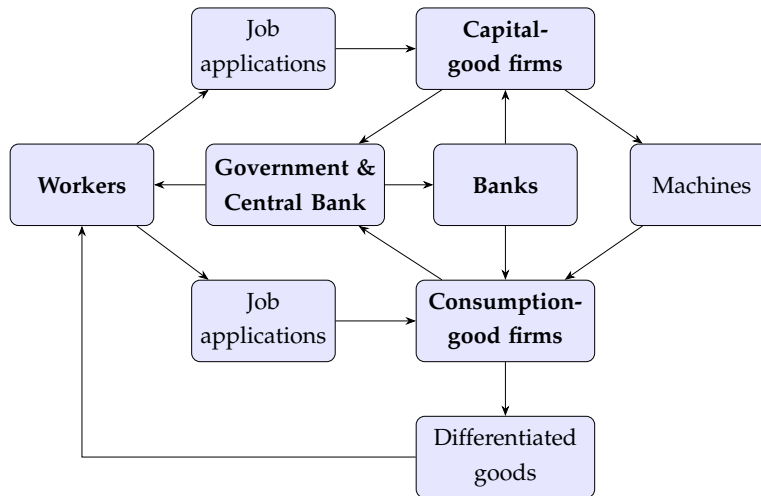 Job
applications
Capital-
good firms
Workers
Government &
Central Bank
Banks
Machines
Job
applications
Consumption-
good firms
Differentiated
goods